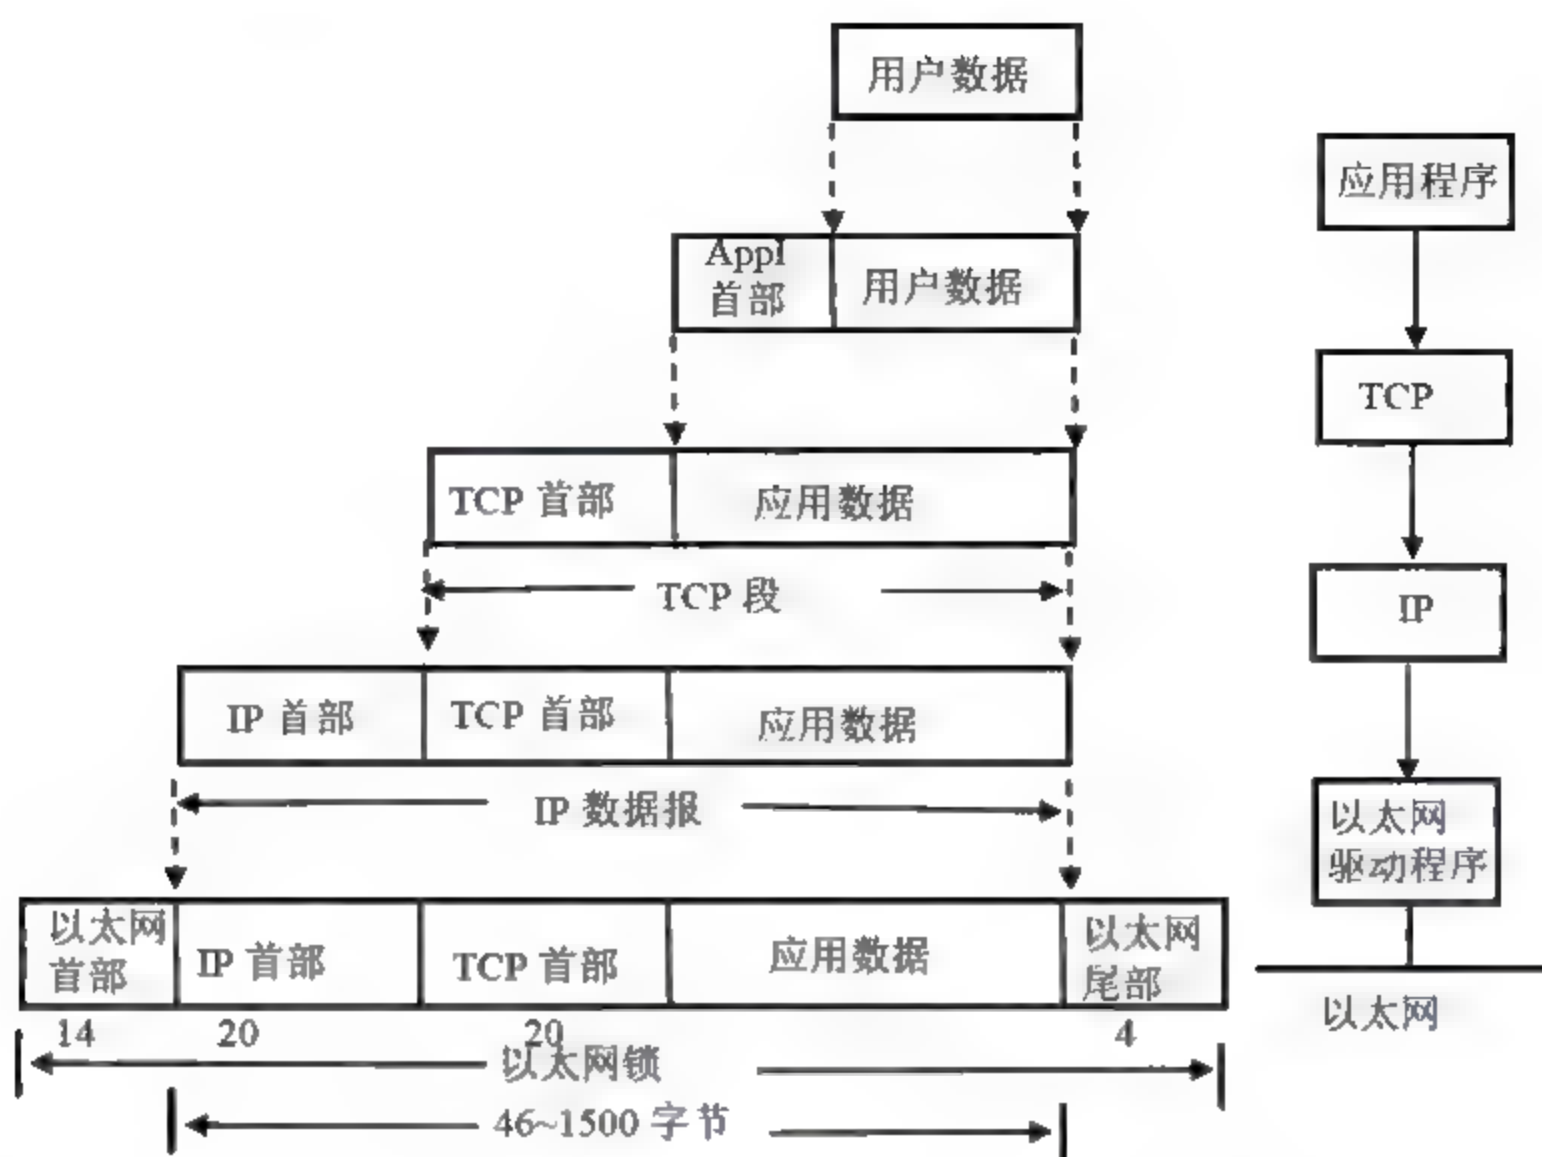 用户数据
应用程序
Appl
首部
用户数据
TCP
TCP 首部
应用数据
TCP 段
IP
IP 首部
TCP 首部
应用数据
IP 数据报
以太网
驱动程序
以太网
首部
IP 首部
TCP 首部
应用数据
以太网
尾部
14
20
20
4
以太网
以太网锁
46~1500 字节